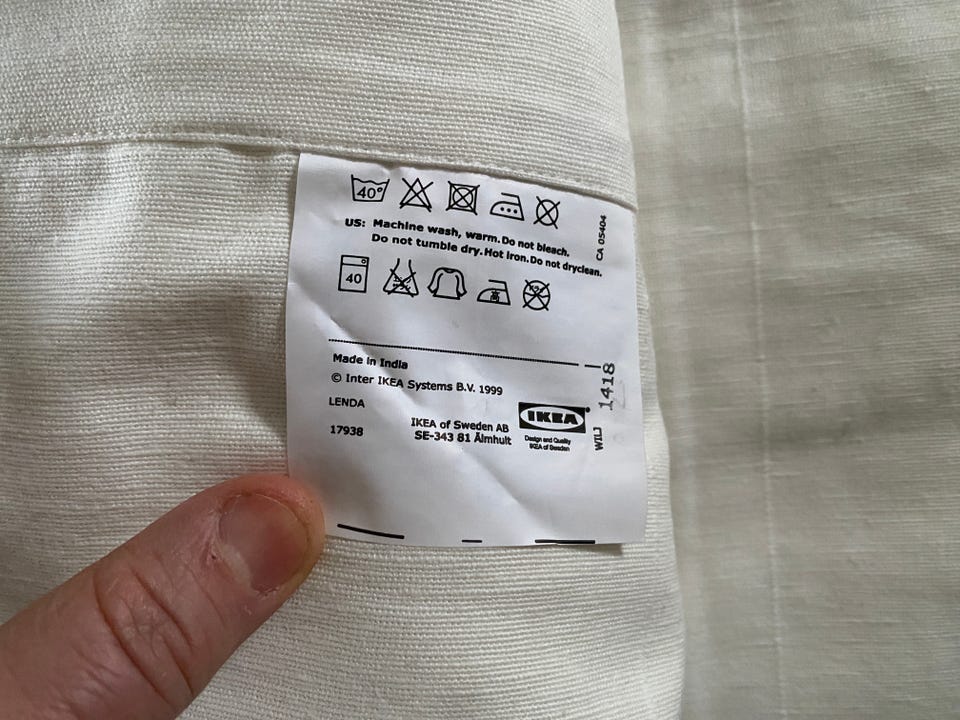 40°
US: Machine wash, warm. Do not bleach.
Do not tumble dry. Hot iron. Do not dryclean.
CA 05404
40
Made in India
© Inter IKEA Systems B.V. 1999
LENDA
17938
IKEA of Sweden AB
SE-343 81 Älmhult
IKEA
Design and Quality
IKEA of Sweden
WILJ 1418